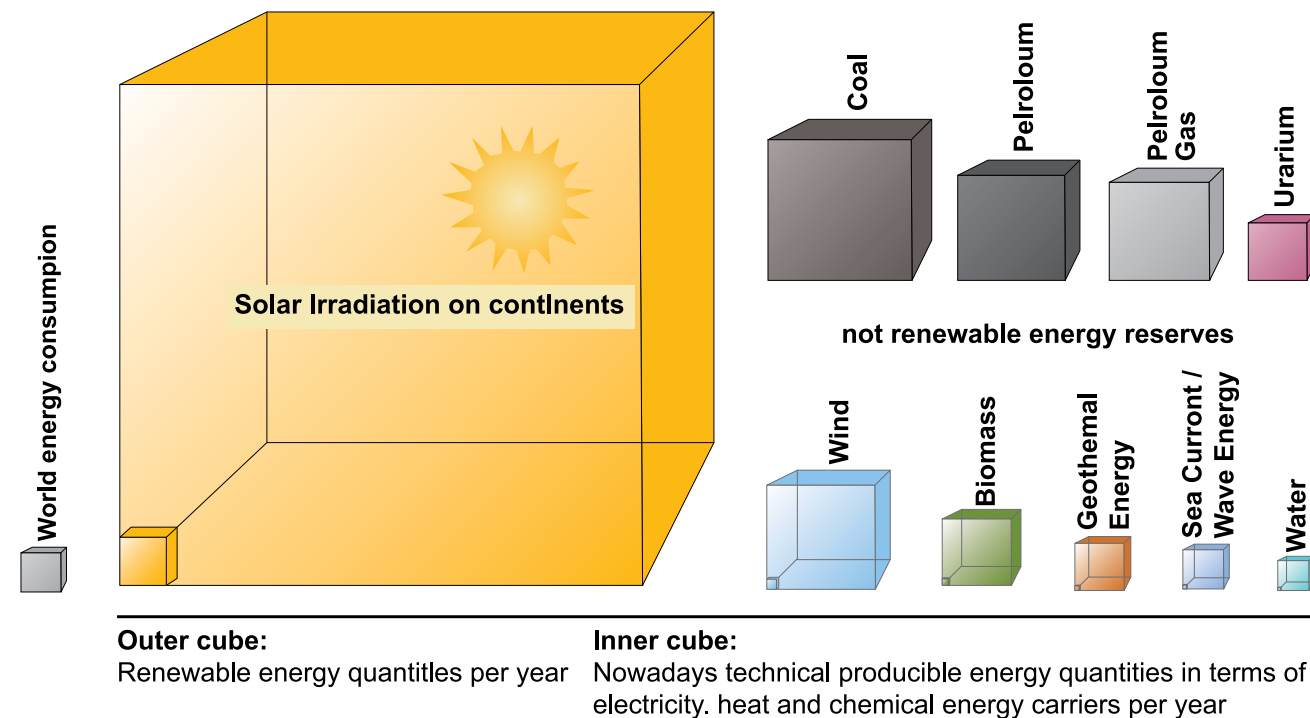 World energy consumpion
Solar Irradiation on contInents
Coal
Pelroloum
Pelroloum
Gas
Urarium
not renewable energy reserves
Wind
Biomass
Geothemal
Energy
Sea Curront /
Wave Energy
Water
Outer cube:
Renewable energy quantitles per year
Inner cube:
Nowadays technical producible energy quantities in terms of
electricity, heat and chemical energy carriers per year